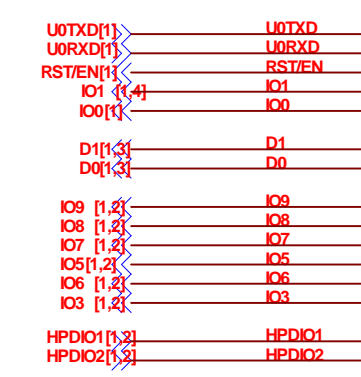 U0TXD[1] U0TXD
U0RXD[1] U0RXD
RST/EN[1] RST/EN
IO1 [1,4] IO1
IO0[1] IO0
D1[1,3] D1
D0[1,3] D0
IO9 [1,2] IO9
IO8 [1,2] IO8
IO7 [1,2] IO7
IO5[1,2] IO5
IO6 [1,2] IO6
IO3 [1,2] IO3
HPDIO1[1,2] HPDIO1
HPDIO2[1,2] HPDIO2